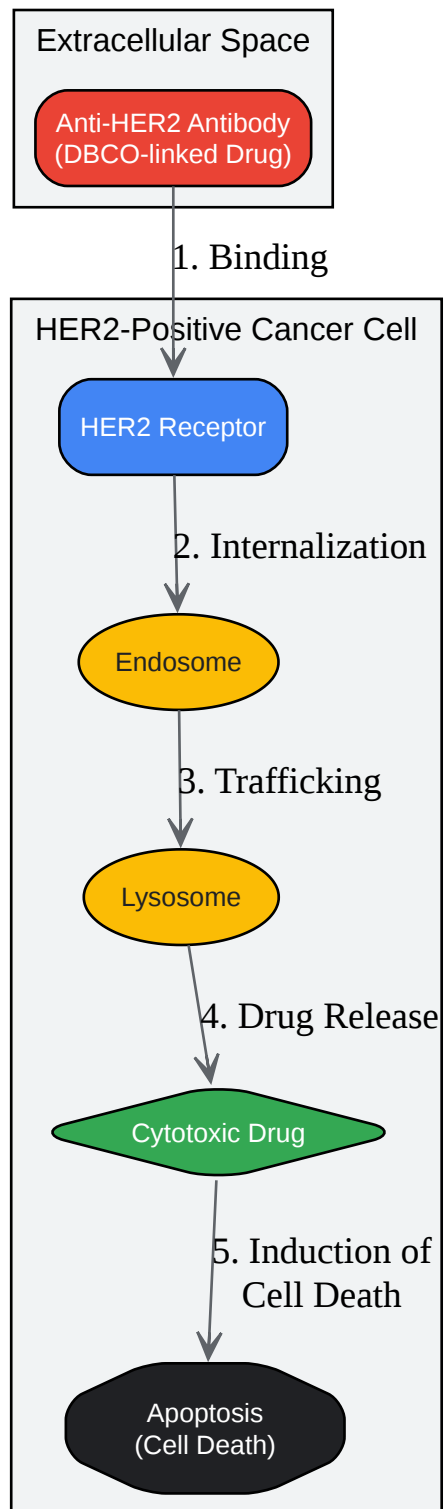 Extracellular Space
Anti-HER2 Antibody
(DBCO-linked Drug)
1. Binding
HER2-Positive Cancer Cell
HER2 Receptor
2. Internalization
Endosome
3. Trafficking
Lysosome
4. Drug Release
Cytotoxic Drug
5. Induction of
Cell Death
Apoptosis
(Cell Death)